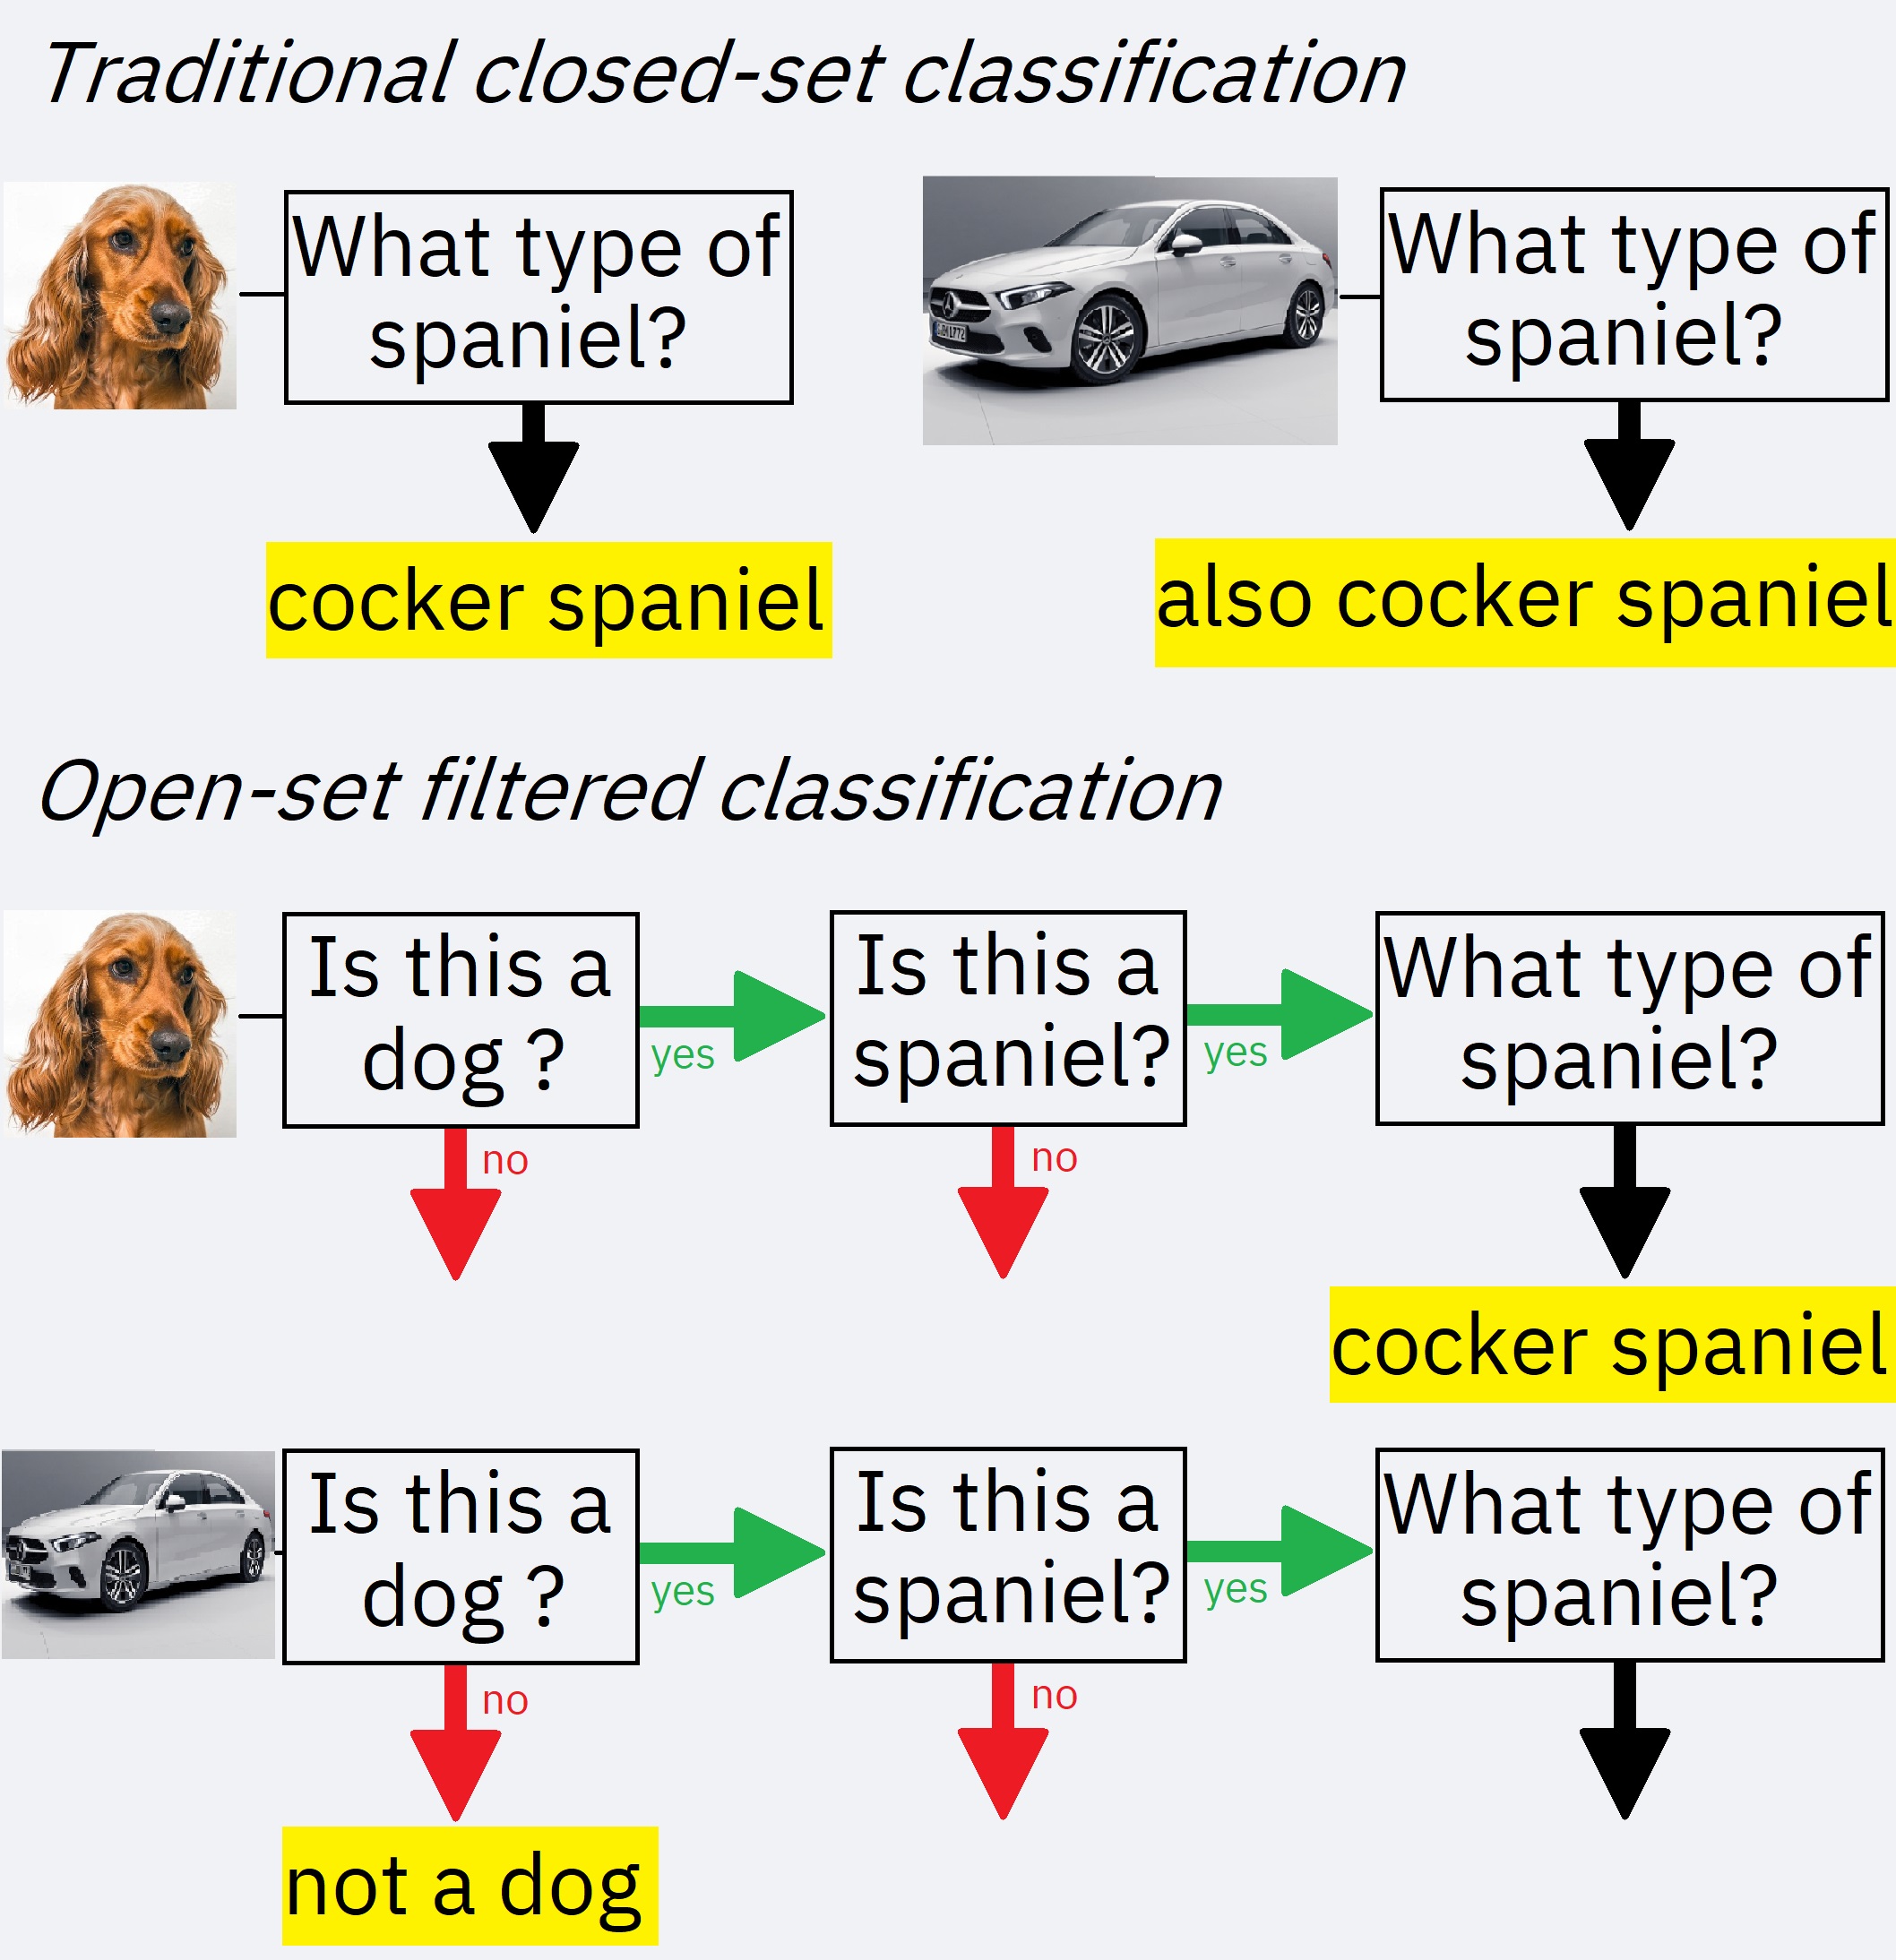 Traditional closed-set classification
What type of
spaniel?
cocker spaniel
What type of
spaniel?
also cocker spaniel
Open-set filtered classification
Is this a
dog ?
yes
no
Is this a
spaniel?
yes
no
What type of
spaniel?
cocker spaniel
Is this a
dog ?
yes
no
not a dog
Is this a
spaniel?
yes
no
What type of
spaniel?